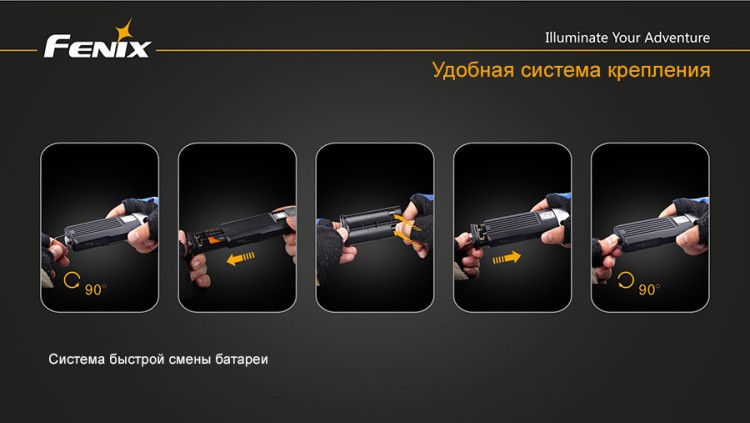 FENIX
Illuminate Your Adventure
Удобная система крепления
90°
90°
Система быстрой смены батареи